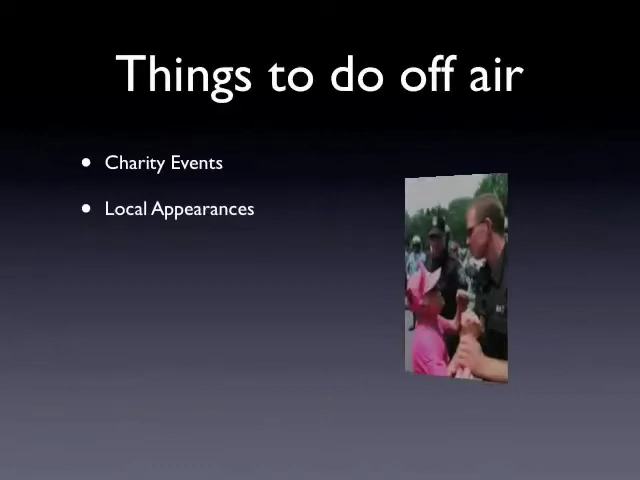 Things to do off air
• Charity Events
• Local Appearances